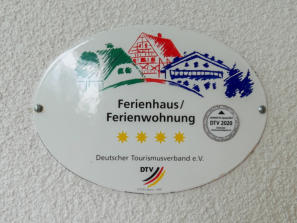 Ferienhaus/
Ferienwohnung
DTV 2020
Deutscher Tourismusverband e.V.
DTV